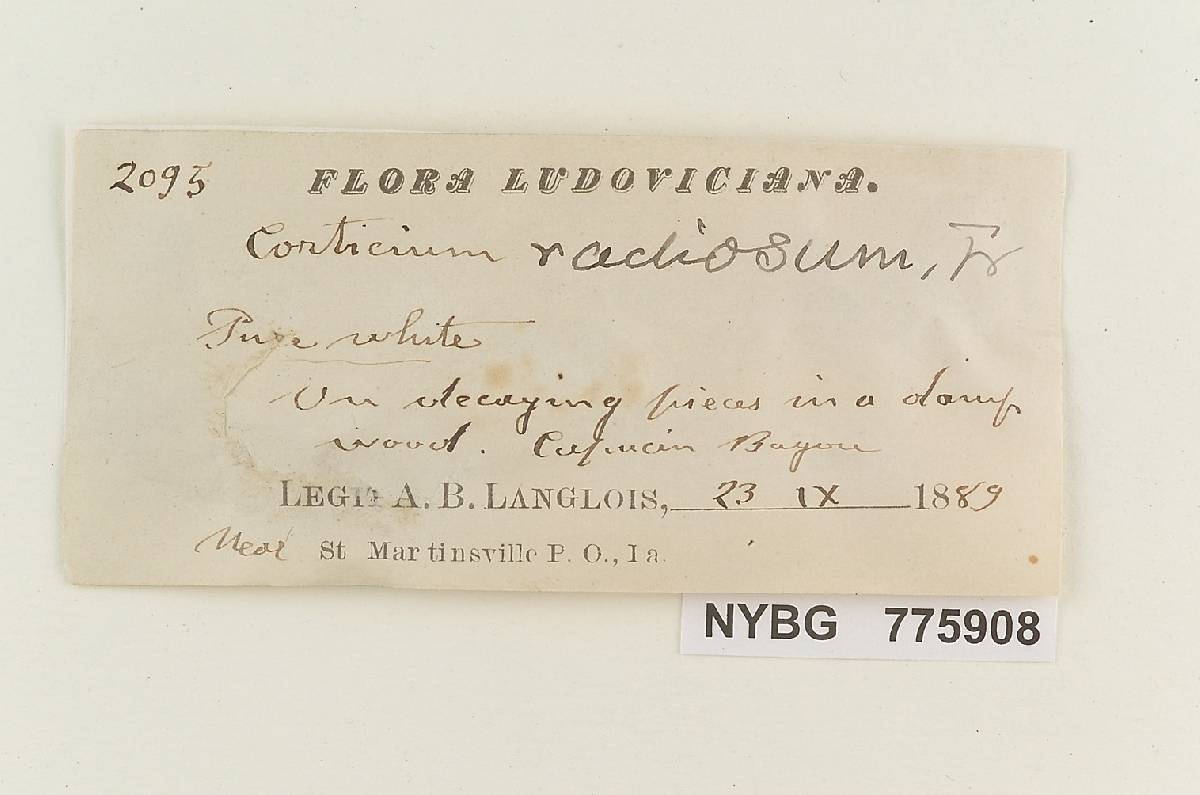 2095 FLORA LUDOVICIANA.
Corticium radiosum, Fr
Pure white
On decaying pieces in a damp
wood. Capucin Bayou
LEGIT A. B. LANGLOIS, 23 IX 1889
Near St Martinsville P. O., La.
NYBG 775908